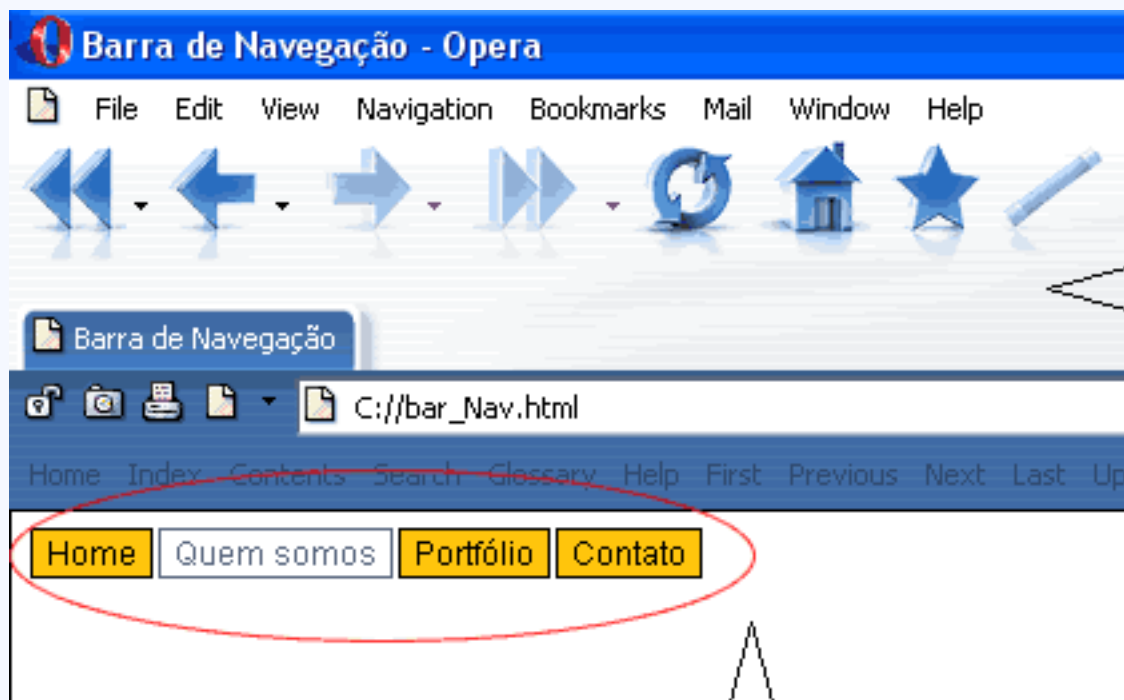 Barra de Navegação - Opera
File Edit View Navigation Bookmarks Mail Window Help
Barra de Navegação
C://bar_Nav.html
Home Index Contents Search Glossary Help First Previous Next Last Up
Home Quem somos Portfólio Contato